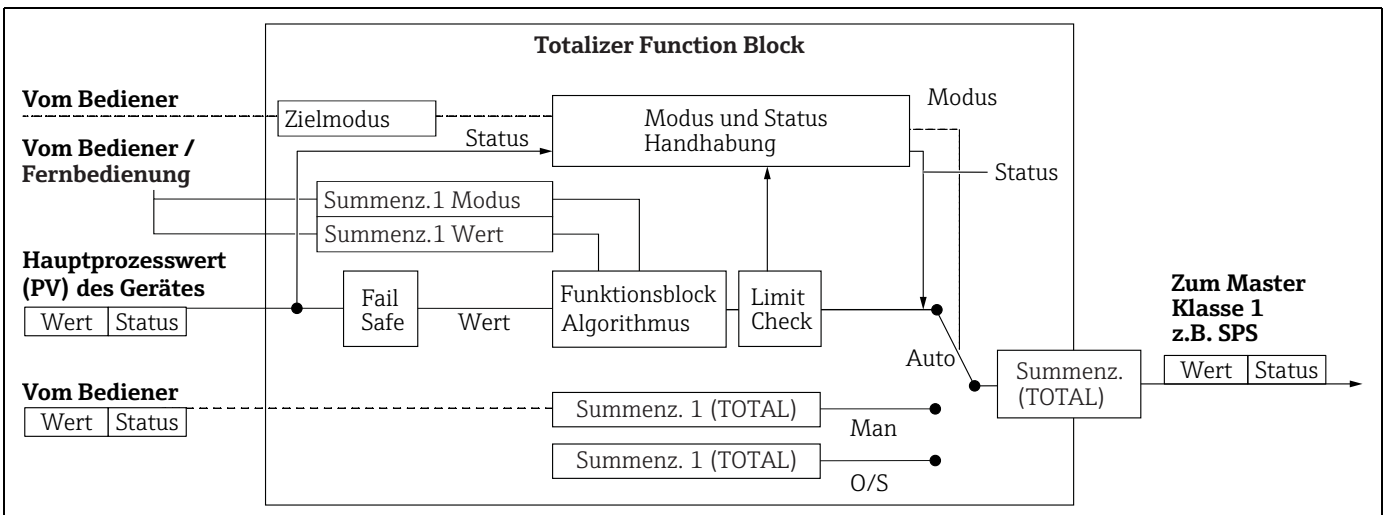 Totalizer Function Block
Vom Bediener
Zielmodus
Modus und Status
Handhabung
Modus
Status
Status
Vom Bediener /
Fernbedienung
Summenz.1 Modus
Summenz.1 Wert
Hauptprozesswert
(PV) des Gerätes
Wert Status
Fail
Safe
Wert
Funktionsblock
Algorithmus
Limit
Check
Auto
Summenz.
(TOTAL)
Zum Master
Klasse 1
z.B. SPS
Wert Status
Vom Bediener
Wert Status
Summenz. 1 (TOTAL)
Man
Summenz. 1 (TOTAL)
O/S